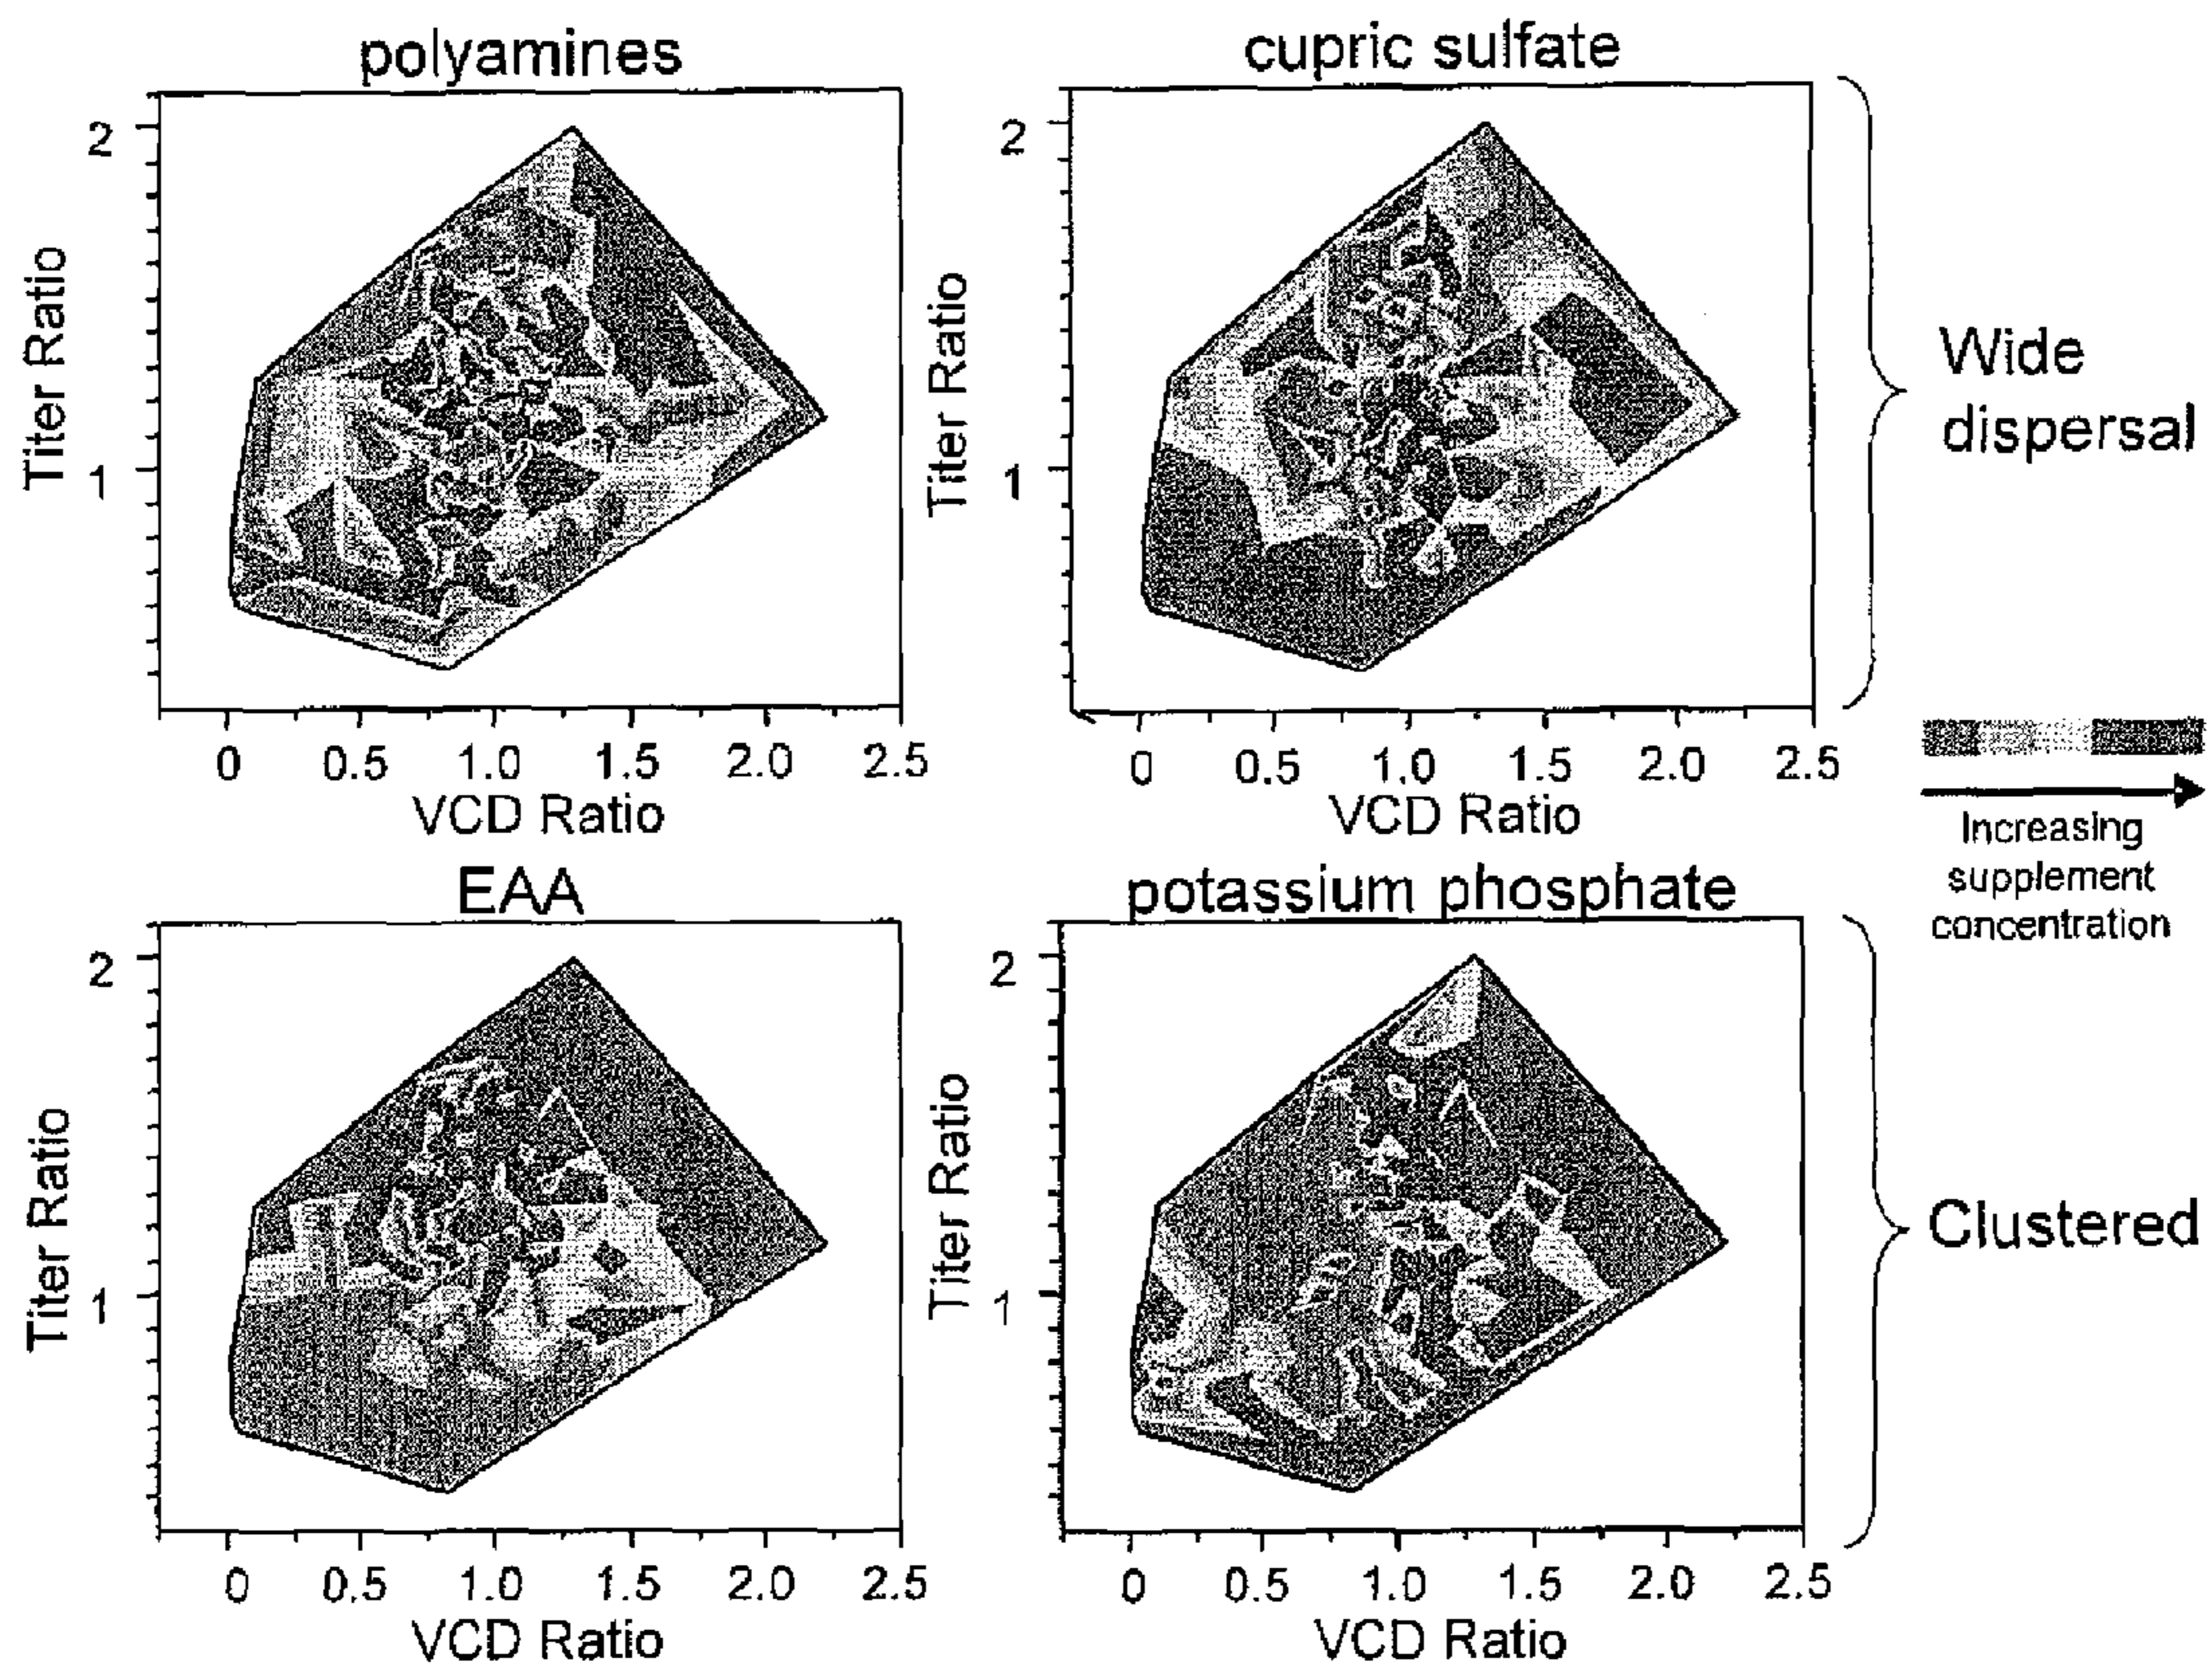 polyamines
cupric sulfate
2
1
Titer Ratio
0 0.5 1.0 1.5 2.0 2.5
VCD Ratio
2
1
Titer Ratio
0 0.5 1.0 1.5 2.0 2.5
VCD Ratio
Wide
dispersal
Increasing
supplement
concentration
EAA
potassium phosphate
2
1
Titer Ratio
0 0.5 1.0 1.5 2.0 2.5
VCD Ratio
2
1
Titer Ratio
0 0.5 1.0 1.5 2.0 2.5
VCD Ratio
Clustered